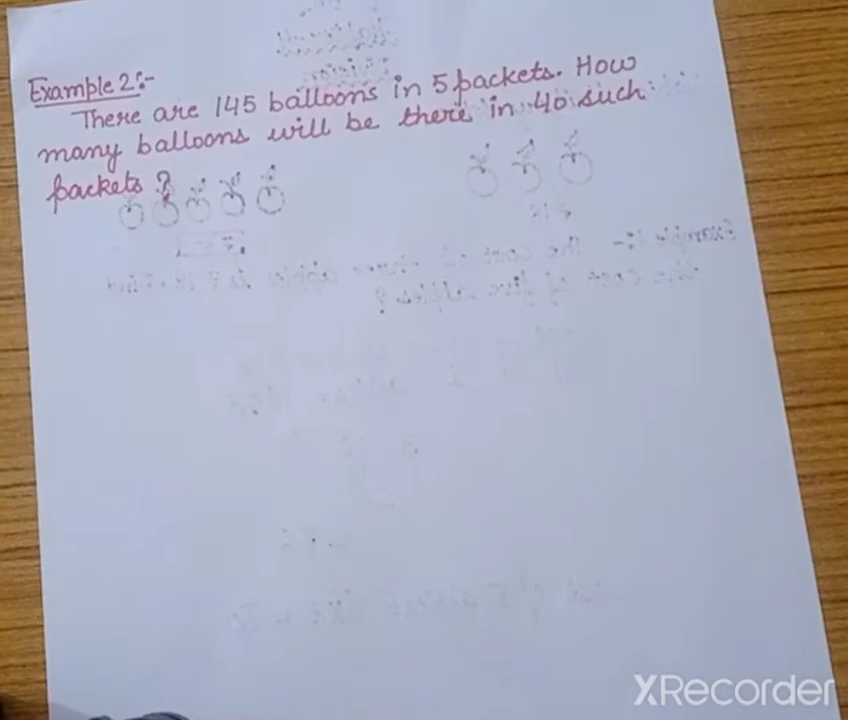 Example 2:-
There are 145 balloons in 5 packets. How
many balloons will be there in 40 such
packets ?
XRecorder